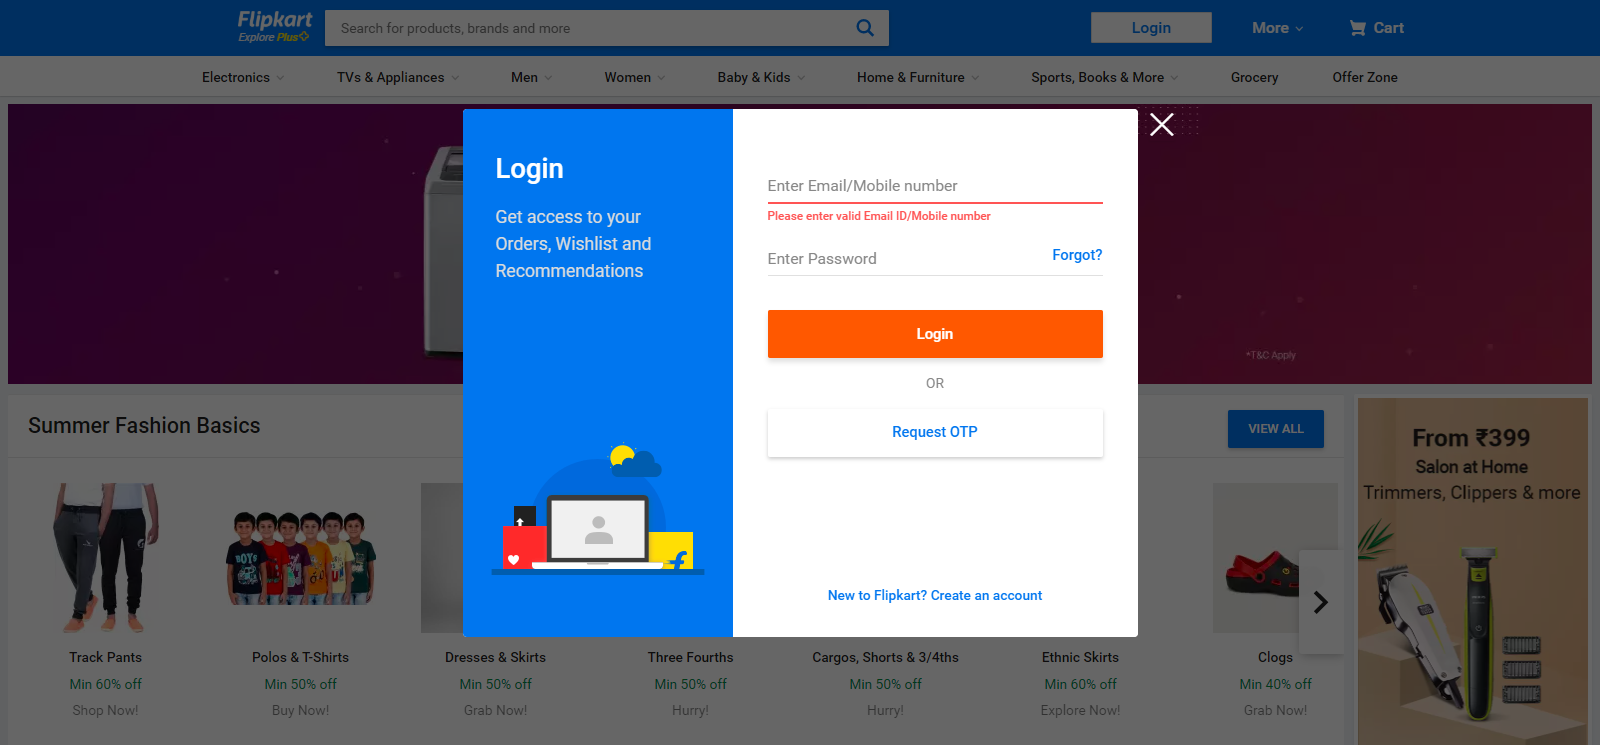 Flipkart
Explore Plus
Search for products, brands and more
Login
More
Cart
Electronics
TVs & Appliances
Men
Women
Baby & Kids
Home & Furniture
Sports, Books & More
Grocery
Offer Zone
Login
Get access to your
Orders, Wishlist and
Recommendations
Enter Email/Mobile number
Please enter valid Email ID/Mobile number
Enter Password
Forgot?
Login
OR
Request OTP
New to Flipkart? Create an account
*T&C Apply
Summer Fashion Basics
VIEW ALL
BOYS
Track Pants
Min 60% off
Shop Now!
Polos & T-Shirts
Min 50% off
Buy Now!
Dresses & Skirts
Min 50% off
Grab Now!
Three Fourths
Min 50% off
Hurry!
Cargos, Shorts & 3/4ths
Min 50% off
Hurry!
Ethnic Skirts
Min 60% off
Explore Now!
Clogs
Min 40% off
Grab Now!
From ₹399
Salon at Home
Trimmers, Clippers & more